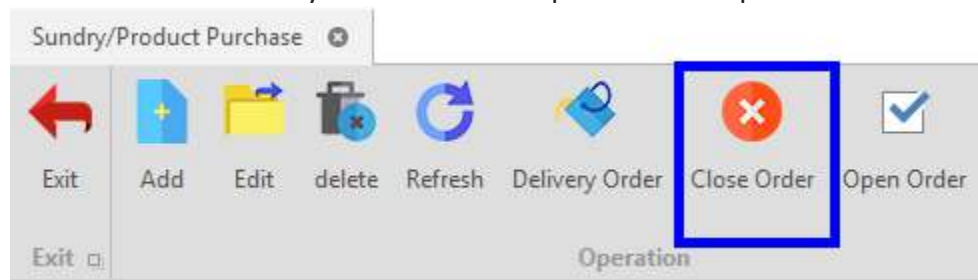 Sundry/Product Purchase
Exit Add Edit delete Refresh Delivery Order Close Order Open Order
Exit Operation